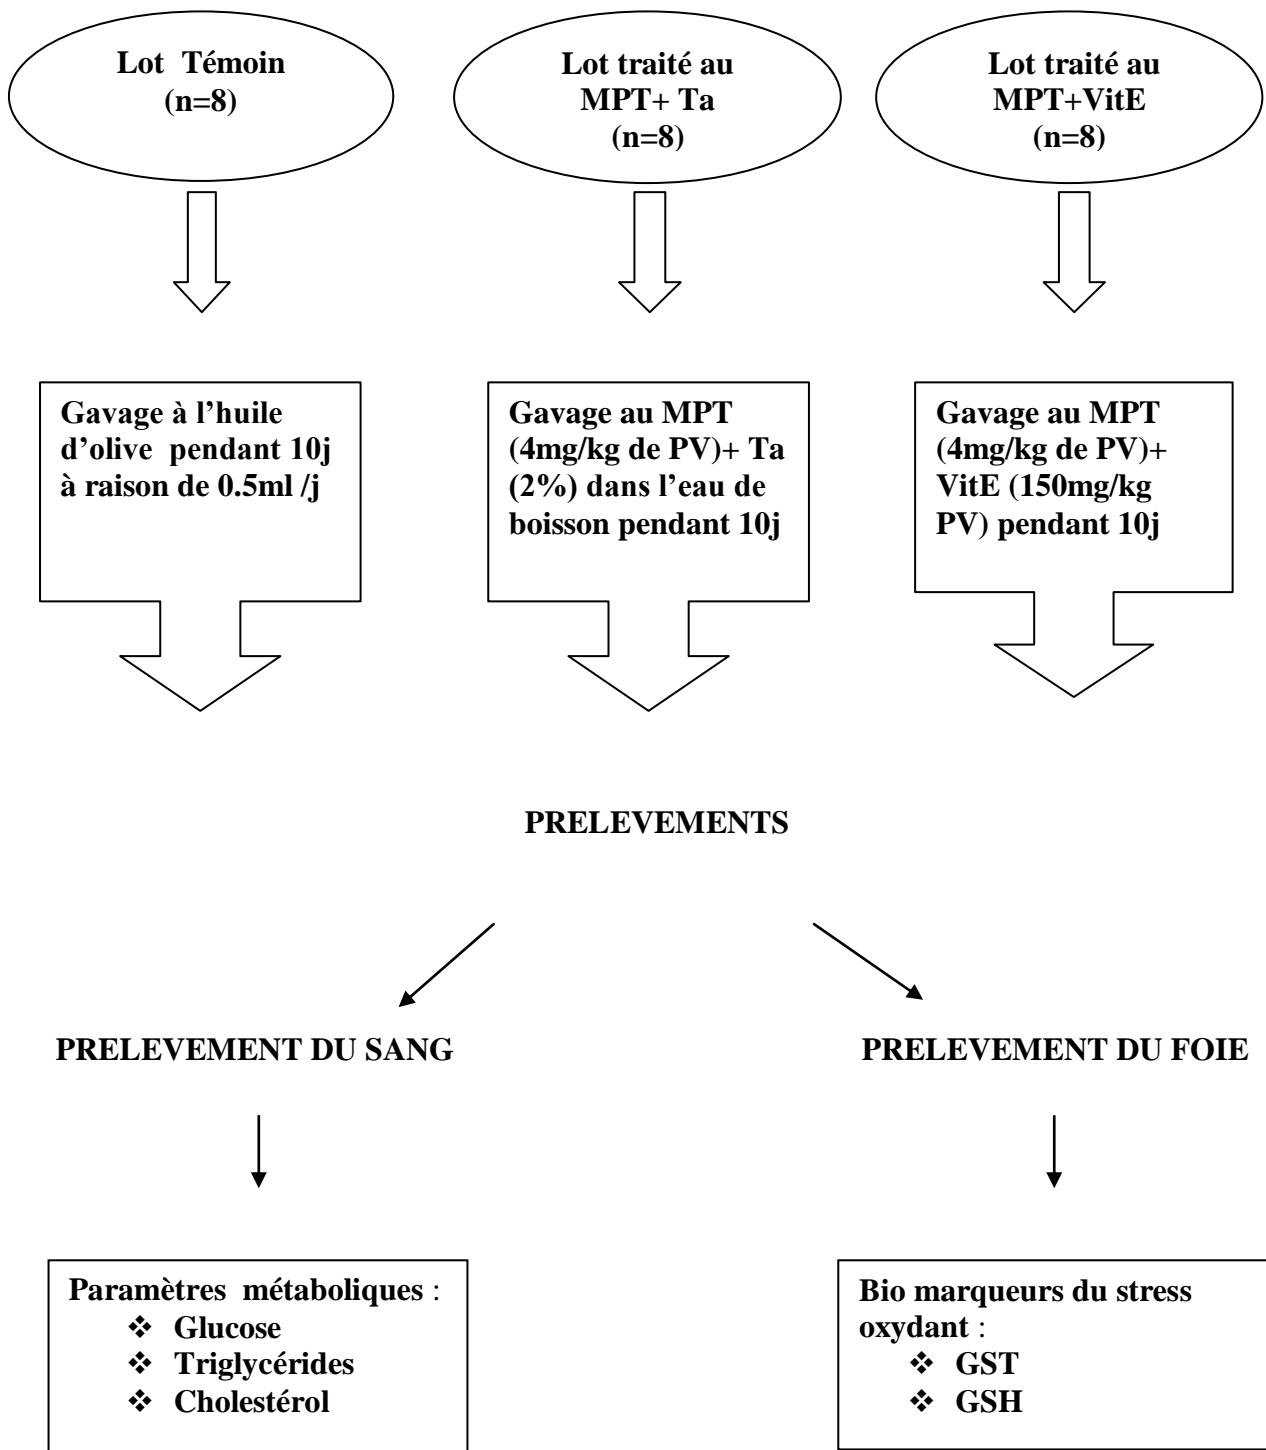 Lot Témoin
(n=8)
Lot traité au
MPT+ Ta
(n=8)
Lot traité au
MPT+VitE
(n=8)
Gavage à l’huile
d’olive pendant 10j
à raison de 0.5ml /j
Gavage au MPT
(4mg/kg de PV)+ Ta
(2%) dans l’eau de
boisson pendant 10j
Gavage au MPT
(4mg/kg de PV)+
VitE (150mg/kg
PV) pendant 10j
PRELEVEMENTS
PRELEVEMENT DU SANG
PRELEVEMENT DU FOIE
Paramètres métaboliques :
❖ Glucose
❖ Triglycérides
❖ Cholestérol
Bio marqueurs du stress
oxydant :
❖ GST
❖ GSH